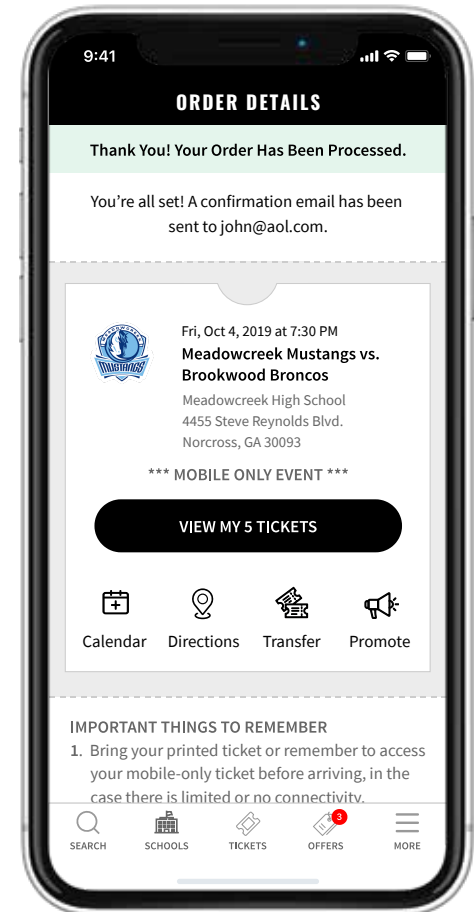 9:41
ORDER DETAILS
Thank You! Your Order Has Been Processed.
You're all set! A confirmation email has been
sent to john@aol.com.
MEADOWCREEK
MUSTANGS
Fri, Oct 4, 2019 at 7:30 PM
Meadowcreek Mustangs vs.
Brookwood Broncos
Meadowcreek High School
4455 Steve Reynolds Blvd.
Norcross, GA 30093
*** MOBILE ONLY EVENT ***
VIEW MY 5 TICKETS
Calendar Directions Transfer Promote
IMPORTANT THINGS TO REMEMBER
1. Bring your printed ticket or remember to access
your mobile-only ticket before arriving, in the
case there is limited or no connectivity.
3
SEARCH SCHOOLS TICKETS OFFERS MORE